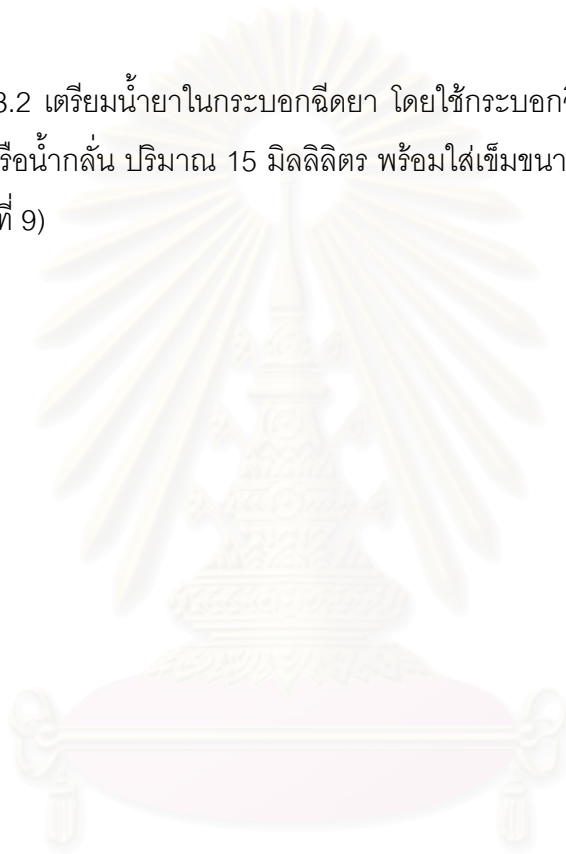 3.2 เตรียมน้ำยาในกระบอกฉีดยา โดยใช้กระบอก
รือน้ำกลั่น ปริมาณ 15 มิลลิลิตร พร้อมใส่เข็มขนา
ที่ 9)